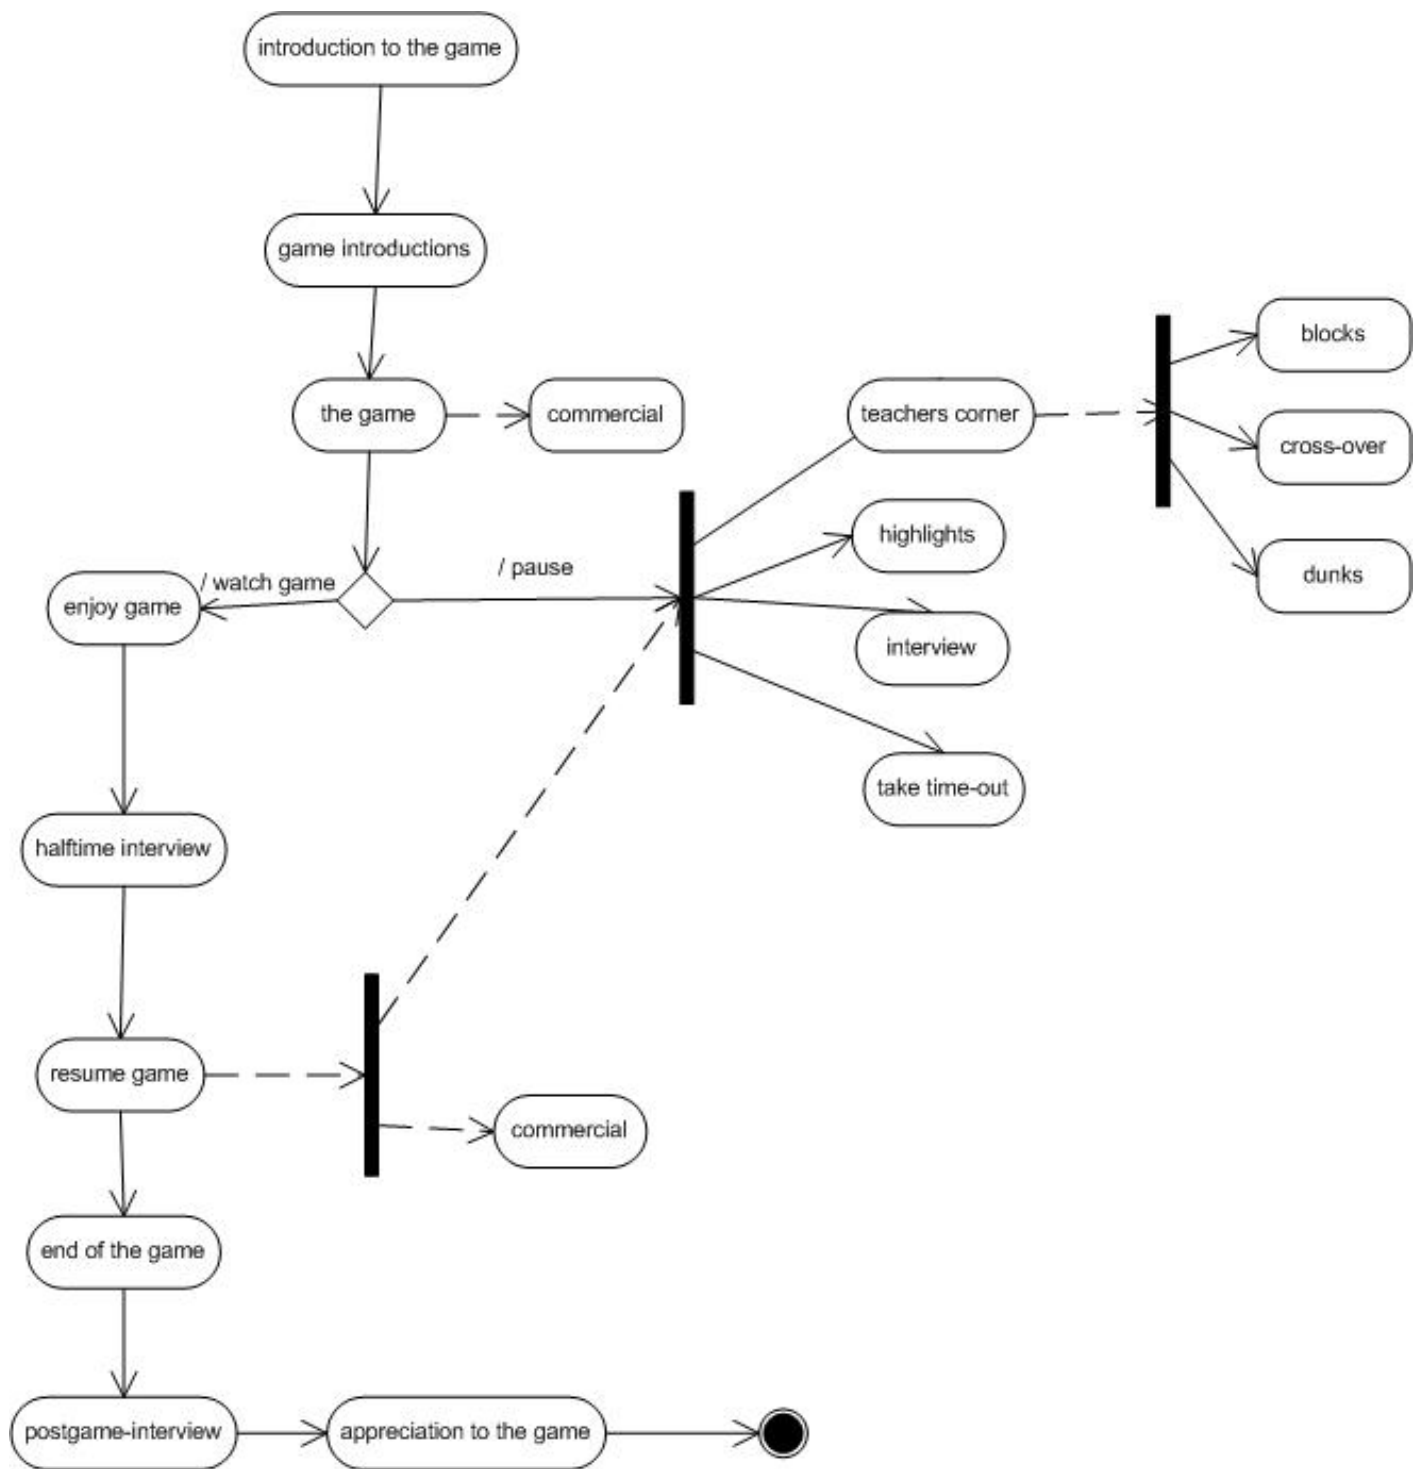 introduction to the game
game introductions
the game
commercial
teachers corner
blocks
cross-over
dunks
highlights
interview
take time-out
/ watch game
/ pause
enjoy game
halftime interview
resume game
commercial
end of the game
postgame-interview
appreciation to the game